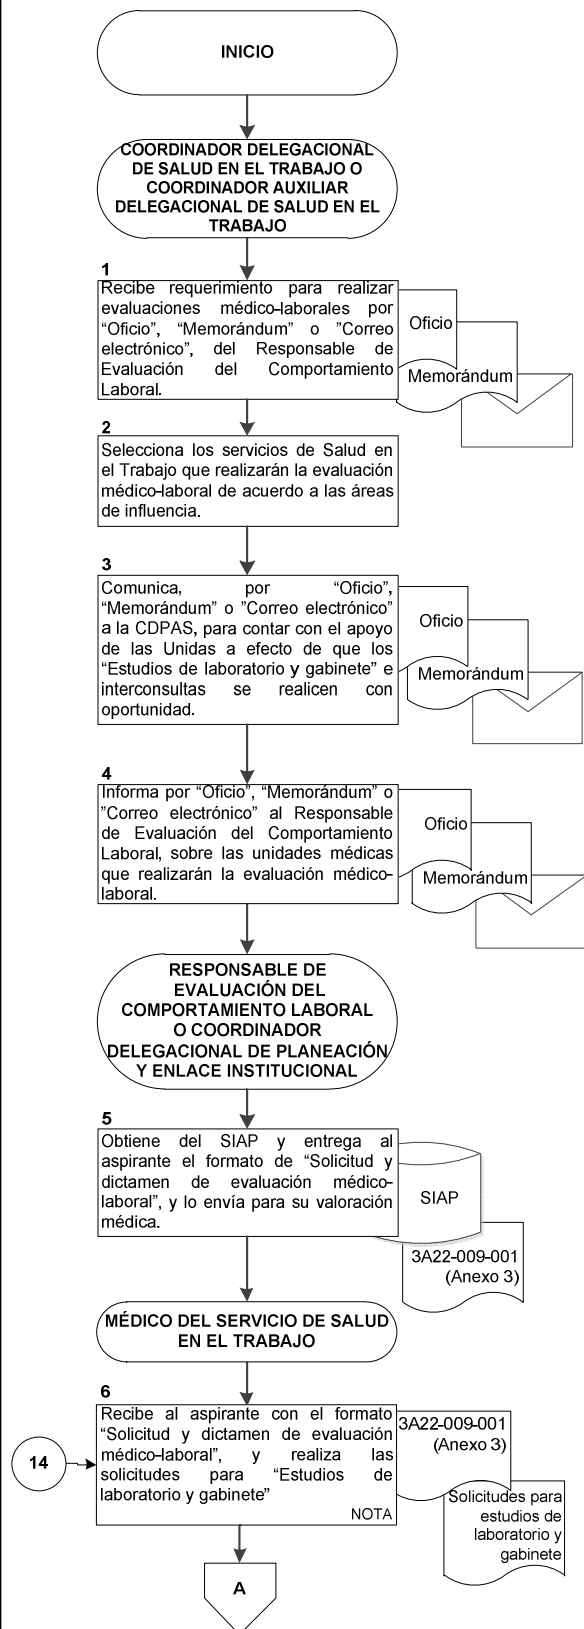 INICIO
COORDINADOR DELEGACIONAL
DE SALUD EN EL TRABAJO O
COORDINADOR AUXILIAR
DELEGACIONAL DE SALUD EN EL
TRABAJO
1
Recibe requerimiento para realizar
evaluaciones médico-laborales por
“Oficio”, “Memorándum” o ”Correo
electrónico”, del Responsable de
Evaluación del Comportamiento
Laboral.
Oficio
Memorándum
2
Selecciona los servicios de Salud en
el Trabajo que realizarán la evaluación
médico-laboral de acuerdo a las áreas
de influencia.
3
Comunica, por “Oficio”,
“Memorándum” o ”Correo electrónico”
a la CDPAS, para contar con el apoyo
de las Unidas a efecto de que los
“Estudios de laboratorio y gabinete” e
interconsultas se realicen con
oportunidad.
Oficio
Memorándum
4
Informa por “Oficio”, “Memorándum” o
”Correo electrónico” al Responsable
de Evaluación del Comportamiento
Laboral, sobre las unidades médicas
que realizarán la evaluación médico-
laboral.
Oficio
Memorándum
RESPONSABLE DE
EVALUACIÓN DEL
COMPORTAMIENTO LABORAL
O COORDINADOR
DELEGACIONAL DE PLANEACIÓN
Y ENLACE INSTITUCIONAL
5
Obtiene del SIAP y entrega al
aspirante el formato de “Solicitud y
dictamen de evaluación médico-
laboral”, y lo envía para su valoración
médica.
SIAP
3A22-009-001
(Anexo 3)
MÉDICO DEL SERVICIO DE SALUD
EN EL TRABAJO
6
Recibe al aspirante con el formato
“Solicitud y dictamen de evaluación
médico-laboral”, y realiza las
solicitudes para “Estudios de
laboratorio y gabinete”
NOTA
14
3A22-009-001
(Anexo 3)
Solicitudes para
estudios de
laboratorio y
gabinete
A